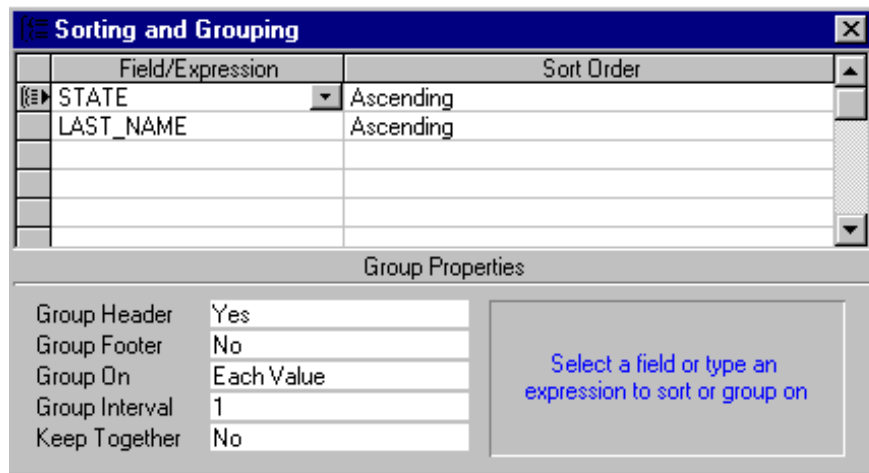 Sorting and Grouping
Field/Expression Sort Order
STATE Ascending
LAST_NAME Ascending
Group Properties
Group Header Yes
Group Footer No
Group On Each Value
Group Interval 1
Keep Together No
Select a field or type an
expression to sort or group on